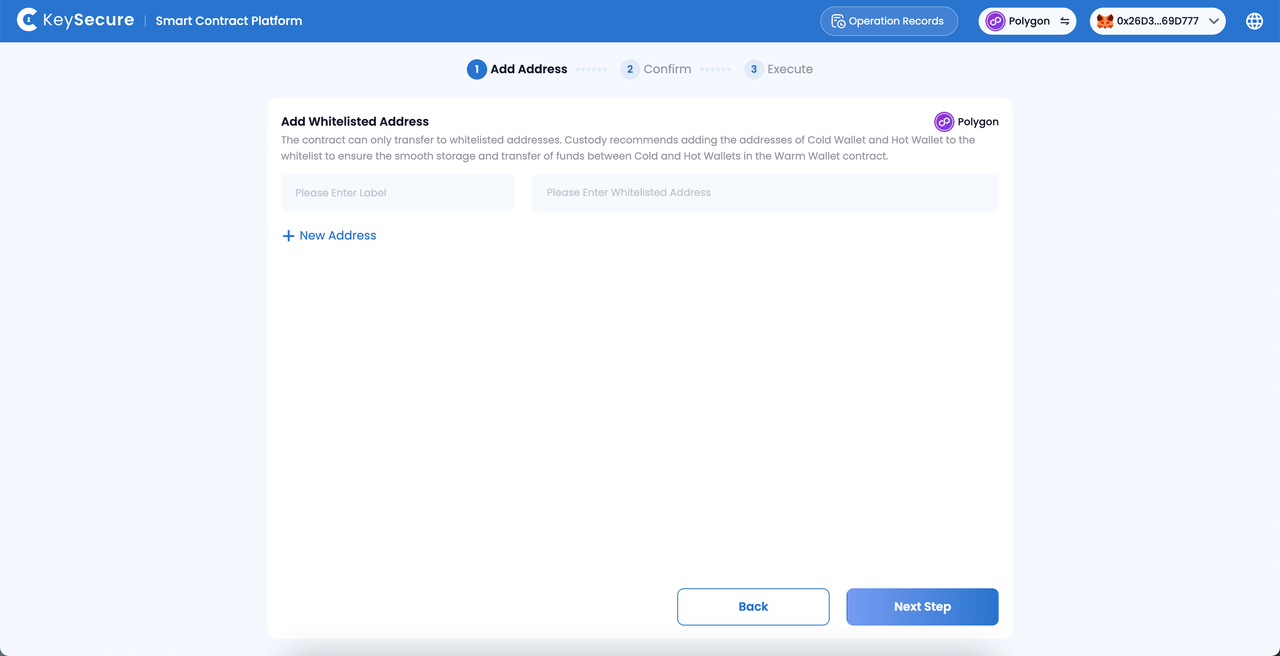 KeySecure | Smart Contract Platform
Operation Records
Polygon
0x26D3...69D777
1 Add Address
2 Confirm
3 Execute
Add Whitelisted Address
Polygon
The contract can only transfer to whitelisted addresses. Custody recommends adding the addresses of Cold Wallet and Hot Wallet to the
whitelist to ensure the smooth storage and transfer of funds between Cold and Hot Wallets in the Warm Wallet contract.
Please Enter Label
Please Enter Whitelisted Address
+ New Address
Back
Next Step